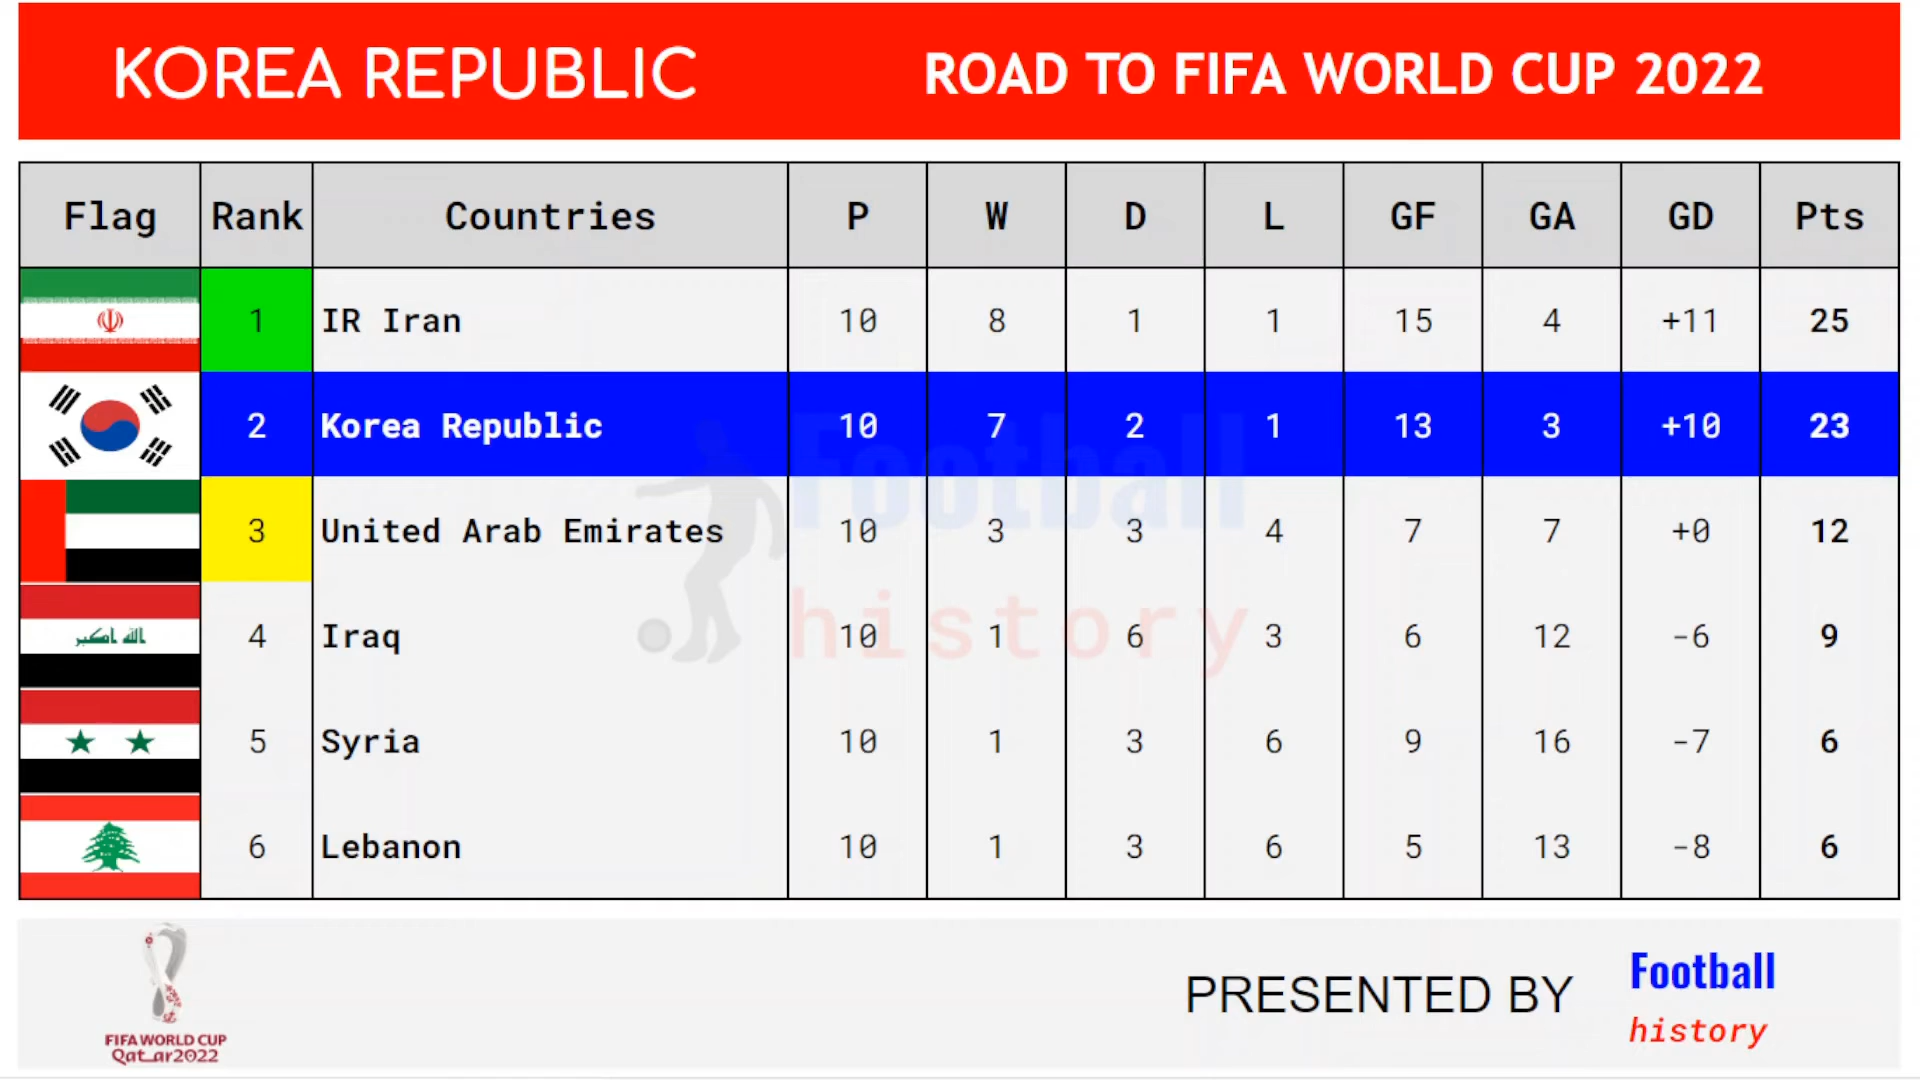 KOREA REPUBLIC ROAD TO FIFA WORLD CUP 2022
Flag Rank Countries P W D L GF GA GD Pts
1 IR Iran 10 8 1 1 15 4 +11 25
2 Korea Republic 10 7 2 1 13 3 +10 23
3 United Arab Emirates 10 3 3 4 7 7 +0 12
4 Iraq 10 1 6 3 6 12 -6 9
5 Syria 10 1 3 6 9 16 -7 6
6 Lebanon 10 1 3 6 5 13 -8 6
الله اكبر
Football
history
PRESENTED BY Football
history
FIFA WORLD CUP
Qatar2022